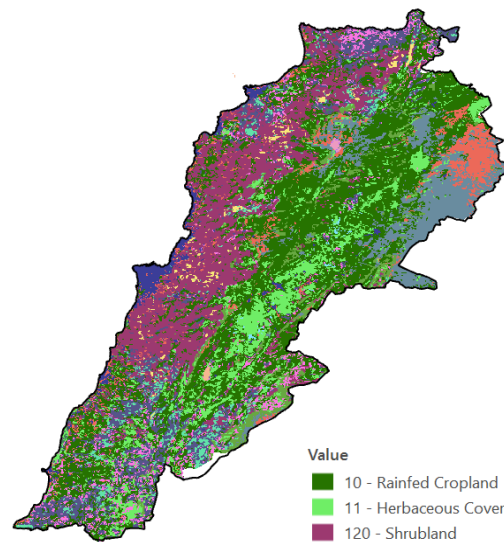 Value
10 - Rainfed Cropland
11 - Herbaceous Cover
120 - Shrubland